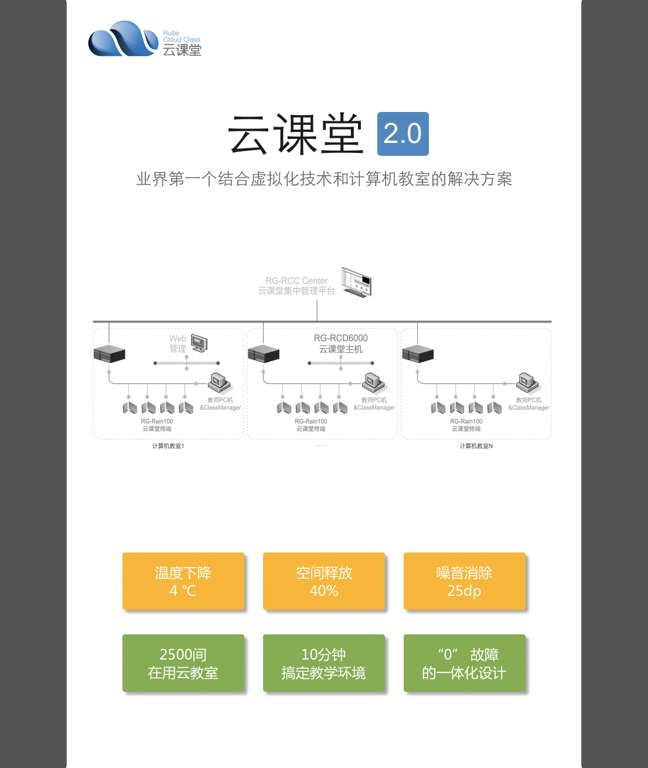 Ruijie
Cloud Class
云课堂
云课堂 2.0
业界第一个结合虚拟化技术和计算机教室的解决方案
RG-RCC Center
云课堂集中管理平台
Web
管理
教师PC机
&ClassManager
RG-Rain100
云课堂终端
计算机教室1
RG-RCD6000
云课堂主机
教师PC机
&ClassManager
RG-Rain100
云课堂终端
......
教师PC机
&ClassManager
RG-Rain100
云课堂终端
计算机教室N
温度下降
4 ℃
空间释放
40%
噪音消除
25dp
2500间
在用云教室
10分钟
搞定教学环境
“0” 故障
的一体化设计